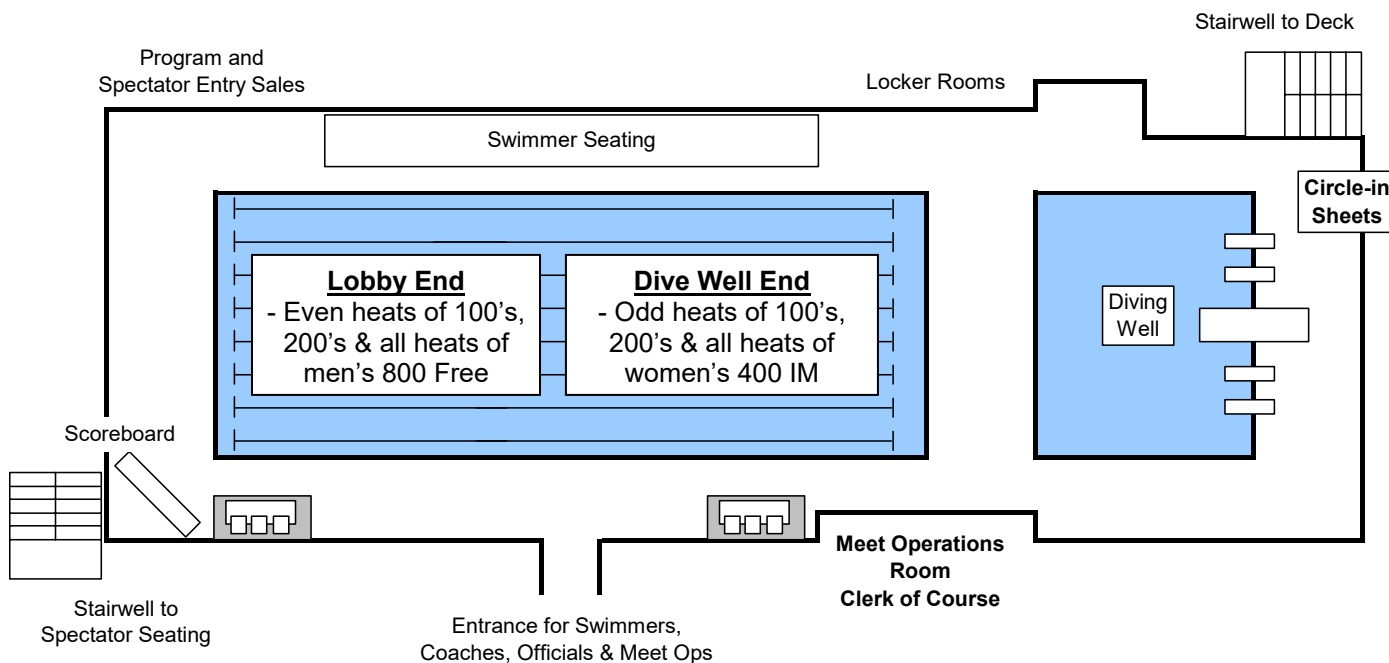 Stairwell to Deck
Program and
Spectator Entry Sales
Locker Rooms
Swimmer Seating
Circle-in
Sheets
Lobby End
- Even heats of 100’s,
200’s & all heats of
men’s 800 Free
Dive Well End
- Odd heats of 100’s,
200’s & all heats of
women’s 400 IM
Diving
Well
Scoreboard
Meet Operations
Room
Clerk of Course
Stairwell to
Spectator Seating
Entrance for Swimmers,
Coaches, Officials & Meet Ops